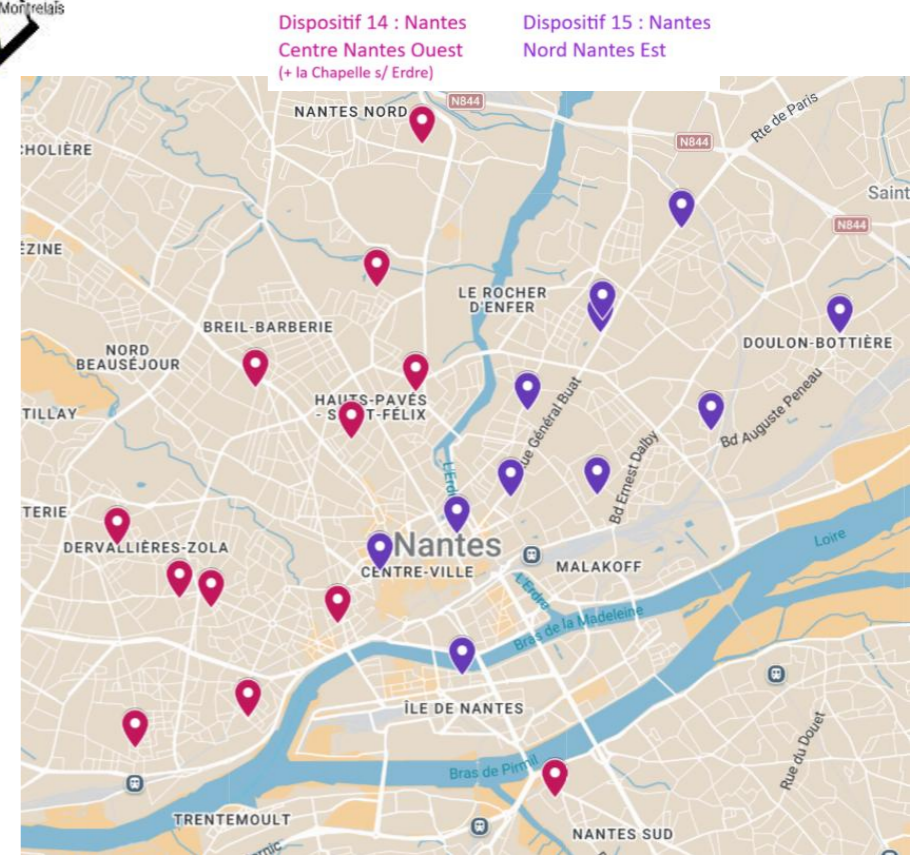 Montrelais
Dispositif 14 : Nantes
Centre Nantes Ouest
(+ la Chapelle s/ Erdre)
Dispositif 15 : Nantes
Nord Nantes Est
N844
NANTES NORD
Rte de Paris
N844
CHOLIÈRE
Saint
N844
ÉZINE
LE ROCHER
D'ENFER
BREIL-BARBERIE
DOULON-BOTTIÈRE
NORD
BEAUSÉJOUR
HAUTS-PAVÉS
TILLAY
Rue Général Buat
Bd Auguste Peneau
Bd Ernest Dalby
L'Erdre
TERIE
DERVALLIÈRES-ZOLA
Nantes
CENTRE-VILLE
MALAKOFF
Loire
L'Erdre
Bras de la Madeleine
ÎLE DE NANTES
Rue du Douet
Bras de Pirmil
TRENTEMOULT
NANTES SUD